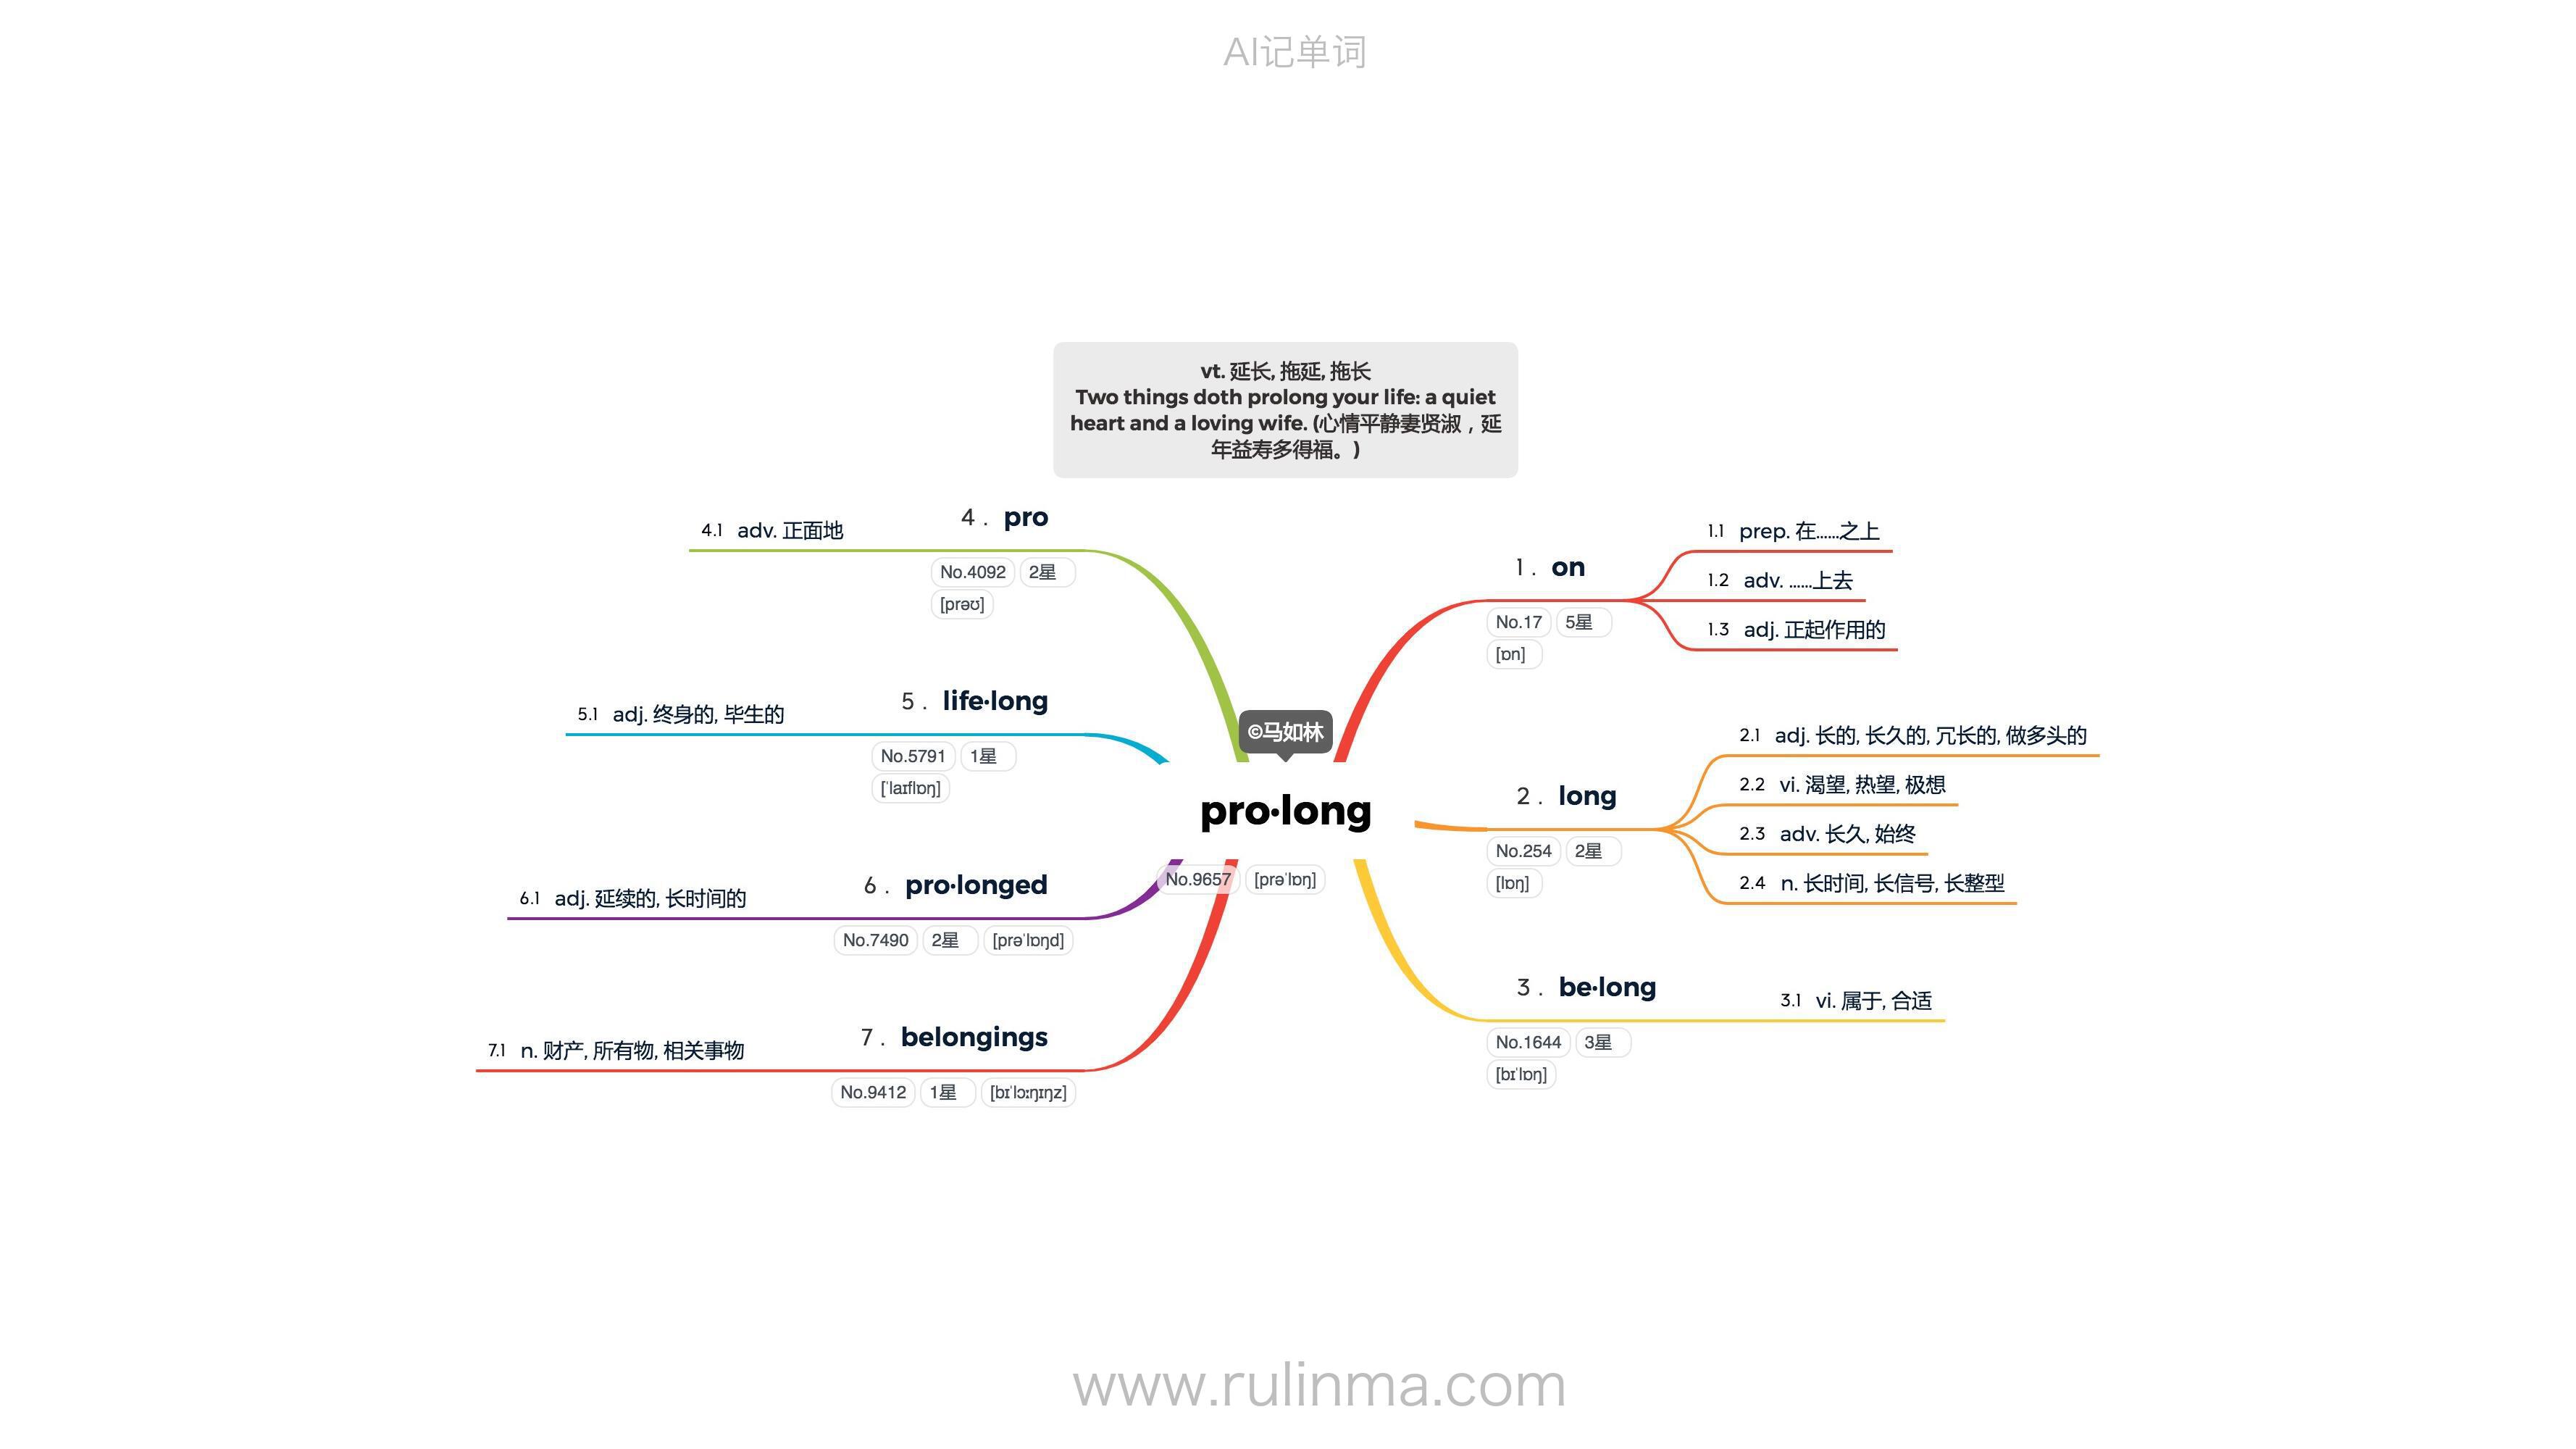 AI记单词
vt. 延长, 拖延, 拖长
Two things doth prolong your life: a quiet
heart and a loving wife. (心情平静妻贤淑，延
年益寿多得福。)
©马如林
pro·long
No.9657 [prəˈlɒŋ]
1. on
No.17 5星
[ɒn]
1.1 prep. 在......之上
1.2 adv. ......上去
1.3 adj. 正起作用的
2. long
No.254 2星
[lɒŋ]
2.1 adj. 长的, 长久的, 冗长的, 做多头的
2.2 vi. 渴望, 热望, 极想
2.3 adv. 长久, 始终
2.4 n. 长时间, 长信号, 长整型
3. be·long
No.1644 3星
[bɪˈlɒŋ]
3.1 vi. 属于, 合适
4. pro
No.4092 2星
[prəʊ]
4.1 adv. 正面地
5. life·long
No.5791 1星
[ˈlaɪflɒŋ]
5.1 adj. 终身的, 毕生的
6. pro·longed
No.7490 2星 [prəˈlɒŋd]
6.1 adj. 延续的, 长时间的
7. belongings
No.9412 1星 [bɪˈlɔːŋɪŋz]
7.1 n. 财产, 所有物, 相关事物
www.rulinma.com